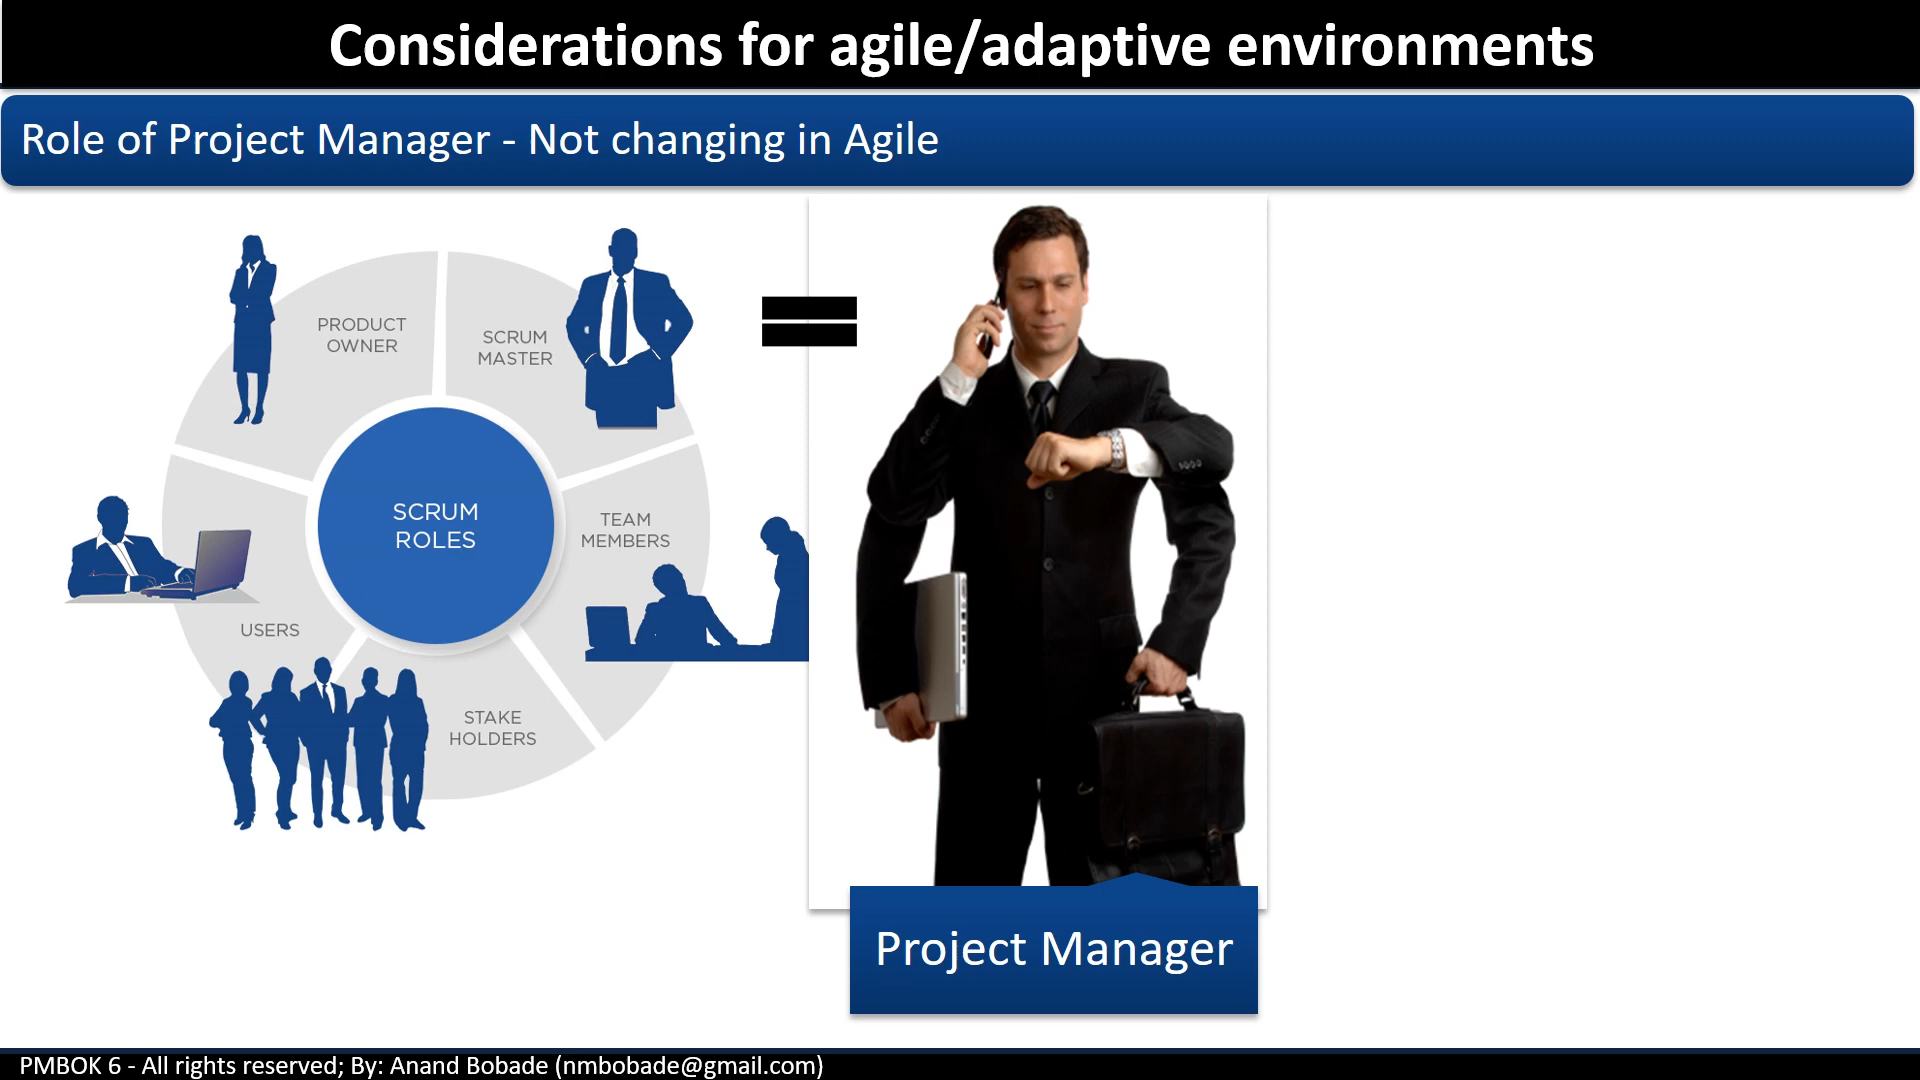 Considerations for agile/adaptive environments
Role of Project Manager - Not changing in Agile
PRODUCT
OWNER
SCRUM
MASTER
SCRUM
ROLES
TEAM
MEMBERS
USERS
STAKE
HOLDERS
Project Manager
PMBOK 6 - All rights reserved; By: Anand Bobade (nmbobade@gmail.com)